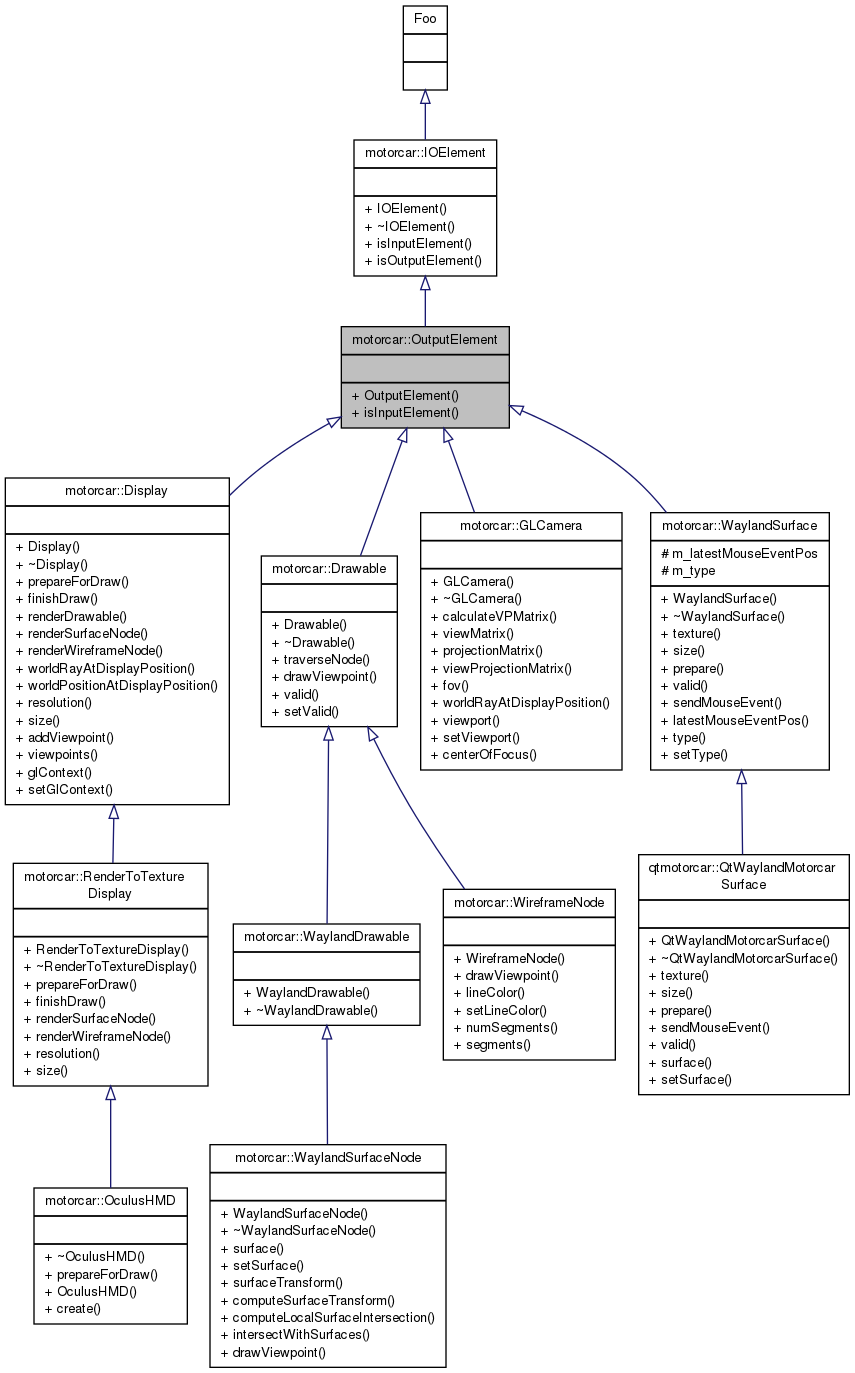 Foo
motorcar::IOElement
+ IOElement()
+ ~IOElement()
+ isInputElement()
+ isOutputElement()
motorcar::OutputElement
+ OutputElement()
+ isInputElement()
motorcar::Display
+ Display()
+ ~Display()
+ prepareForDraw()
+ finishDraw()
+ renderDrawable()
+ renderSurfaceNode()
+ renderWireframeNode()
+ worldRayAtDisplayPosition()
+ worldPositionAtDisplayPosition()
+ resolution()
+ size()
+ addViewpoint()
+ viewpoints()
+ glContext()
+ setGlContext()
motorcar::Drawable
+ Drawable()
+ ~Drawable()
+ traverseNode()
+ drawViewpoint()
+ valid()
+ setValid()
motorcar::GLCamera
+ GLCamera()
+ ~GLCamera()
+ calculateVPMatrix()
+ viewMatrix()
+ projectionMatrix()
+ viewProjectionMatrix()
+ fov()
+ worldRayAtDisplayPosition()
+ viewport()
+ setViewport()
+ centerOfFocus()
motorcar::WaylandSurface
# m_latestMouseEventPos
# m_type
+ WaylandSurface()
+ ~WaylandSurface()
+ texture()
+ size()
+ prepare()
+ valid()
+ sendMouseEvent()
+ latestMouseEventPos()
+ type()
+ setType()
motorcar::RenderToTexture
Display
+ RenderToTextureDisplay()
+ ~RenderToTextureDisplay()
+ prepareForDraw()
+ finishDraw()
+ renderSurfaceNode()
+ renderWireframeNode()
+ resolution()
+ size()
motorcar::WaylandDrawable
+ WaylandDrawable()
+ ~WaylandDrawable()
motorcar::WireframeNode
+ WireframeNode()
+ drawViewpoint()
+ lineColor()
+ setLineColor()
+ numSegments()
+ segments()
qtmotorcar::QtWaylandMotorcar
Surface
+ QtWaylandMotorcarSurface()
+ ~QtWaylandMotorcarSurface()
+ texture()
+ size()
+ prepare()
+ sendMouseEvent()
+ valid()
+ surface()
+ setSurface()
motorcar::OculusHMD
+ ~OculusHMD()
+ prepareForDraw()
+ OculusHMD()
+ create()
motorcar::WaylandSurfaceNode
+ WaylandSurfaceNode()
+ ~WaylandSurfaceNode()
+ surface()
+ setSurface()
+ surfaceTransform()
+ computeSurfaceTransform()
+ computeLocalSurfaceIntersection()
+ intersectWithSurfaces()
+ drawViewpoint()